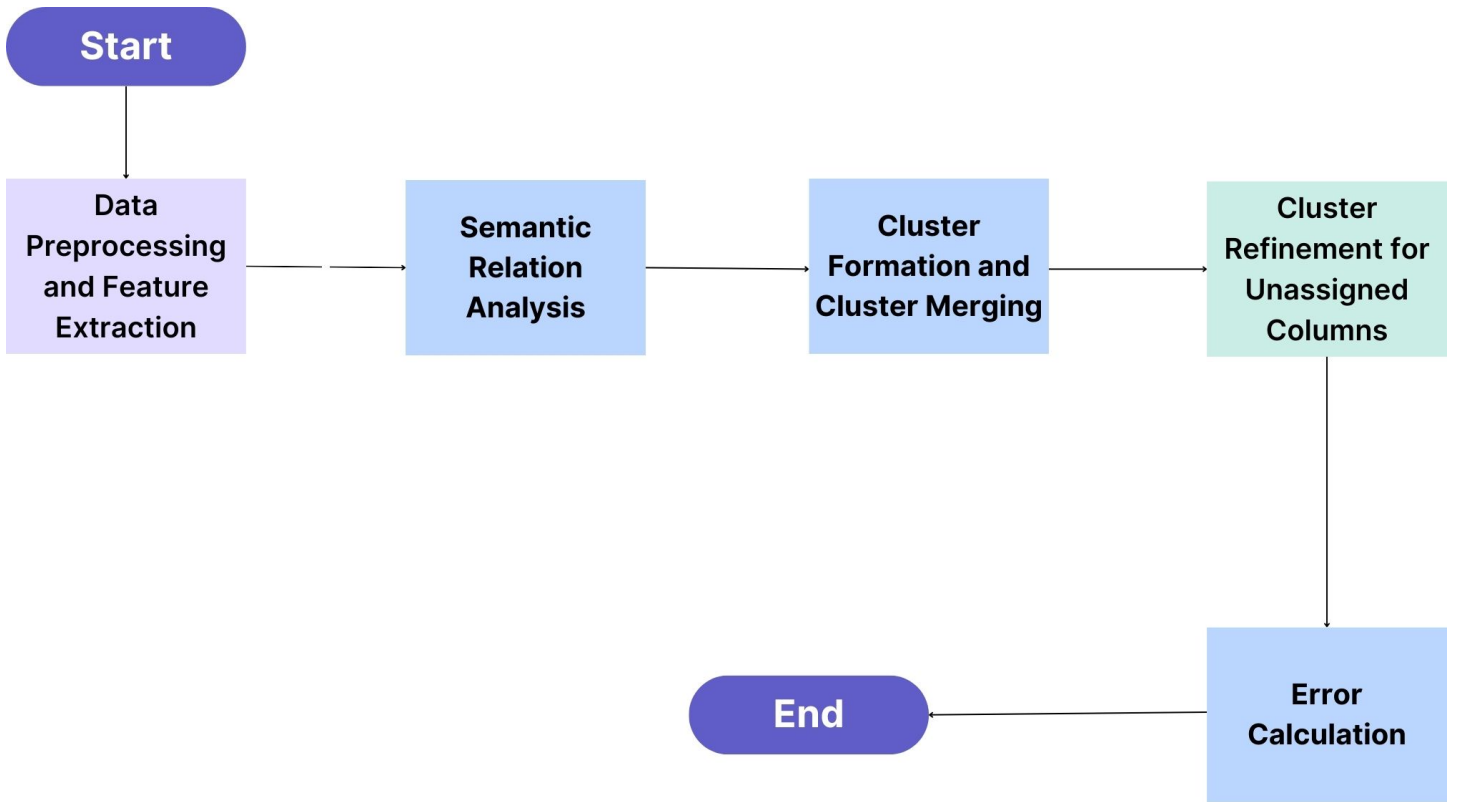 Start
Data
Preprocessing
and Feature
Extraction
Semantic
Relation
Analysis
Cluster
Formation and
Cluster Merging
Cluster
Refinement for
Unassigned
Columns
Error
Calculation
End